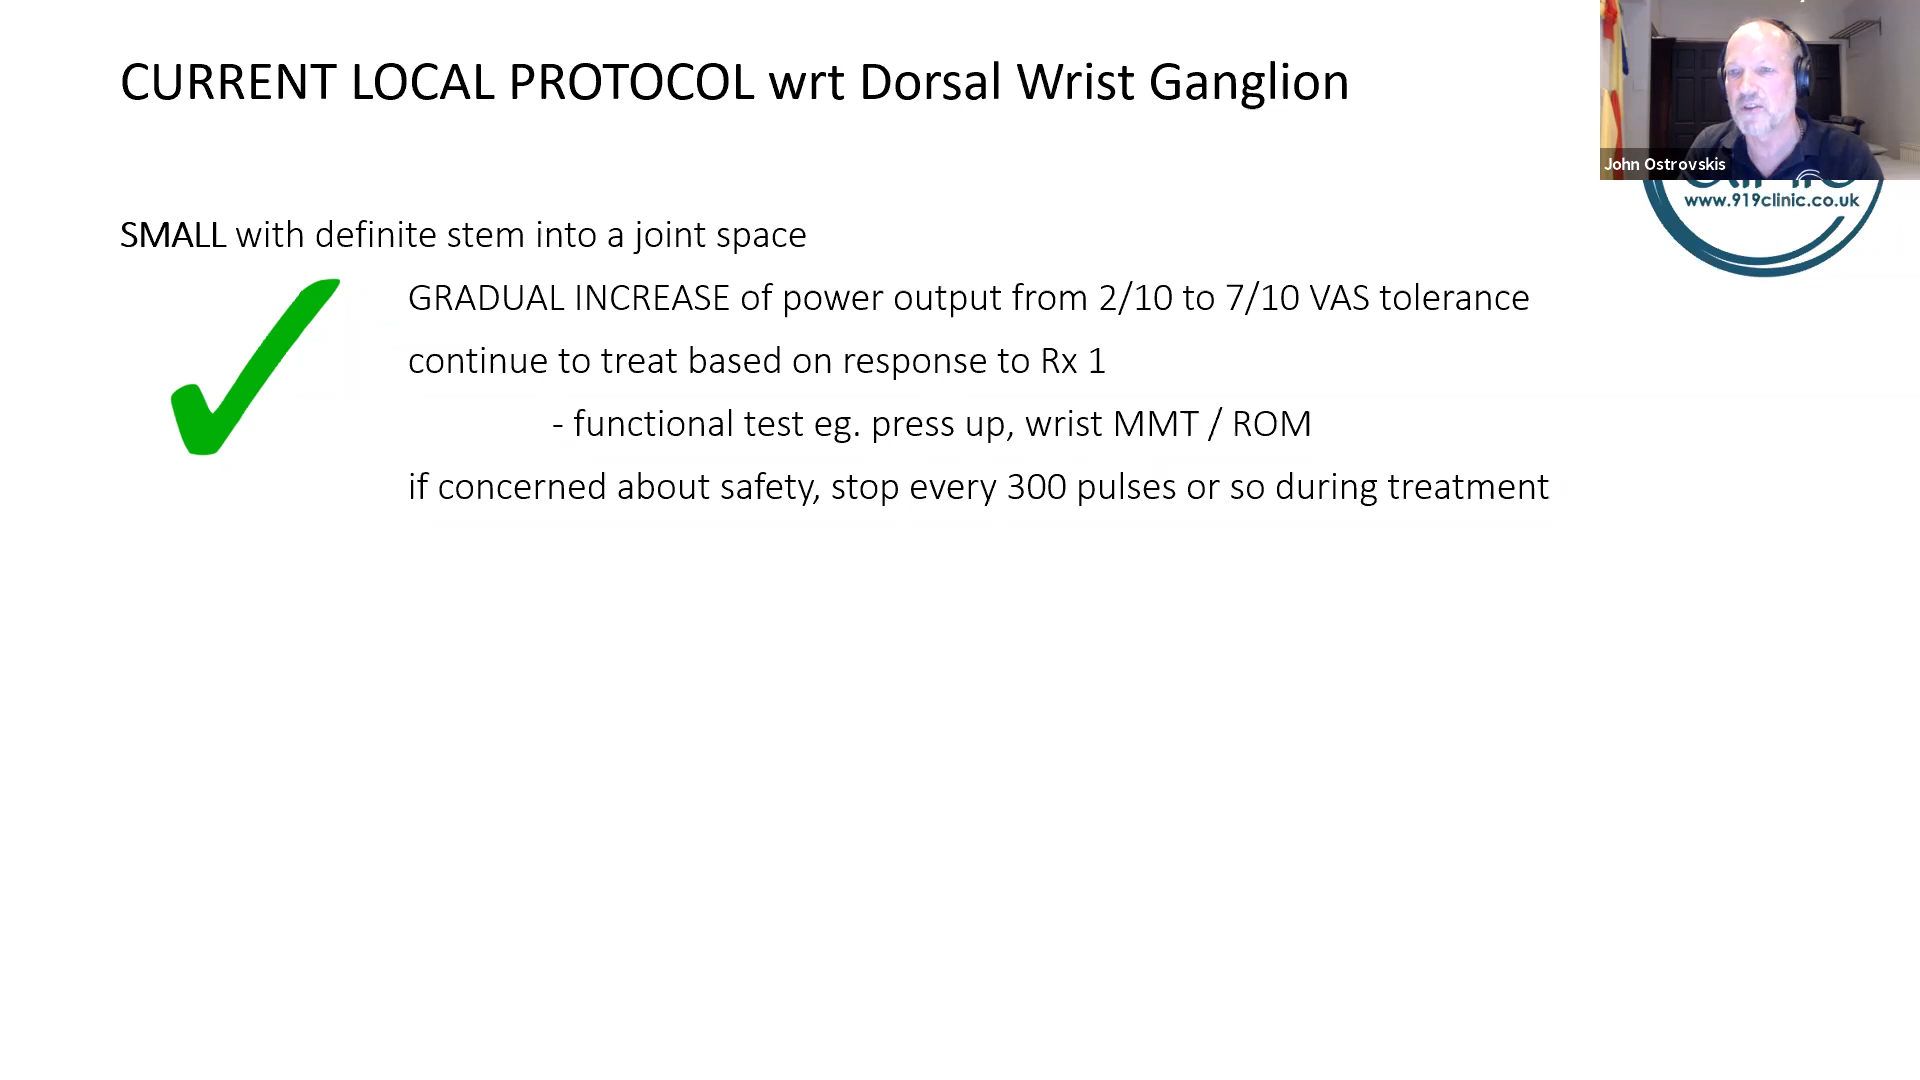 CURRENT LOCAL PROTOCOL wrt Dorsal Wrist Ganglion
John Ostrovskis
www.919clinic.co.uk
SMALL with definite stem into a joint space
GRADUAL INCREASE of power output from 2/10 to 7/10 VAS tolerance
continue to treat based on response to Rx 1
- functional test eg. press up, wrist MMT / ROM
if concerned about safety, stop every 300 pulses or so during treatment